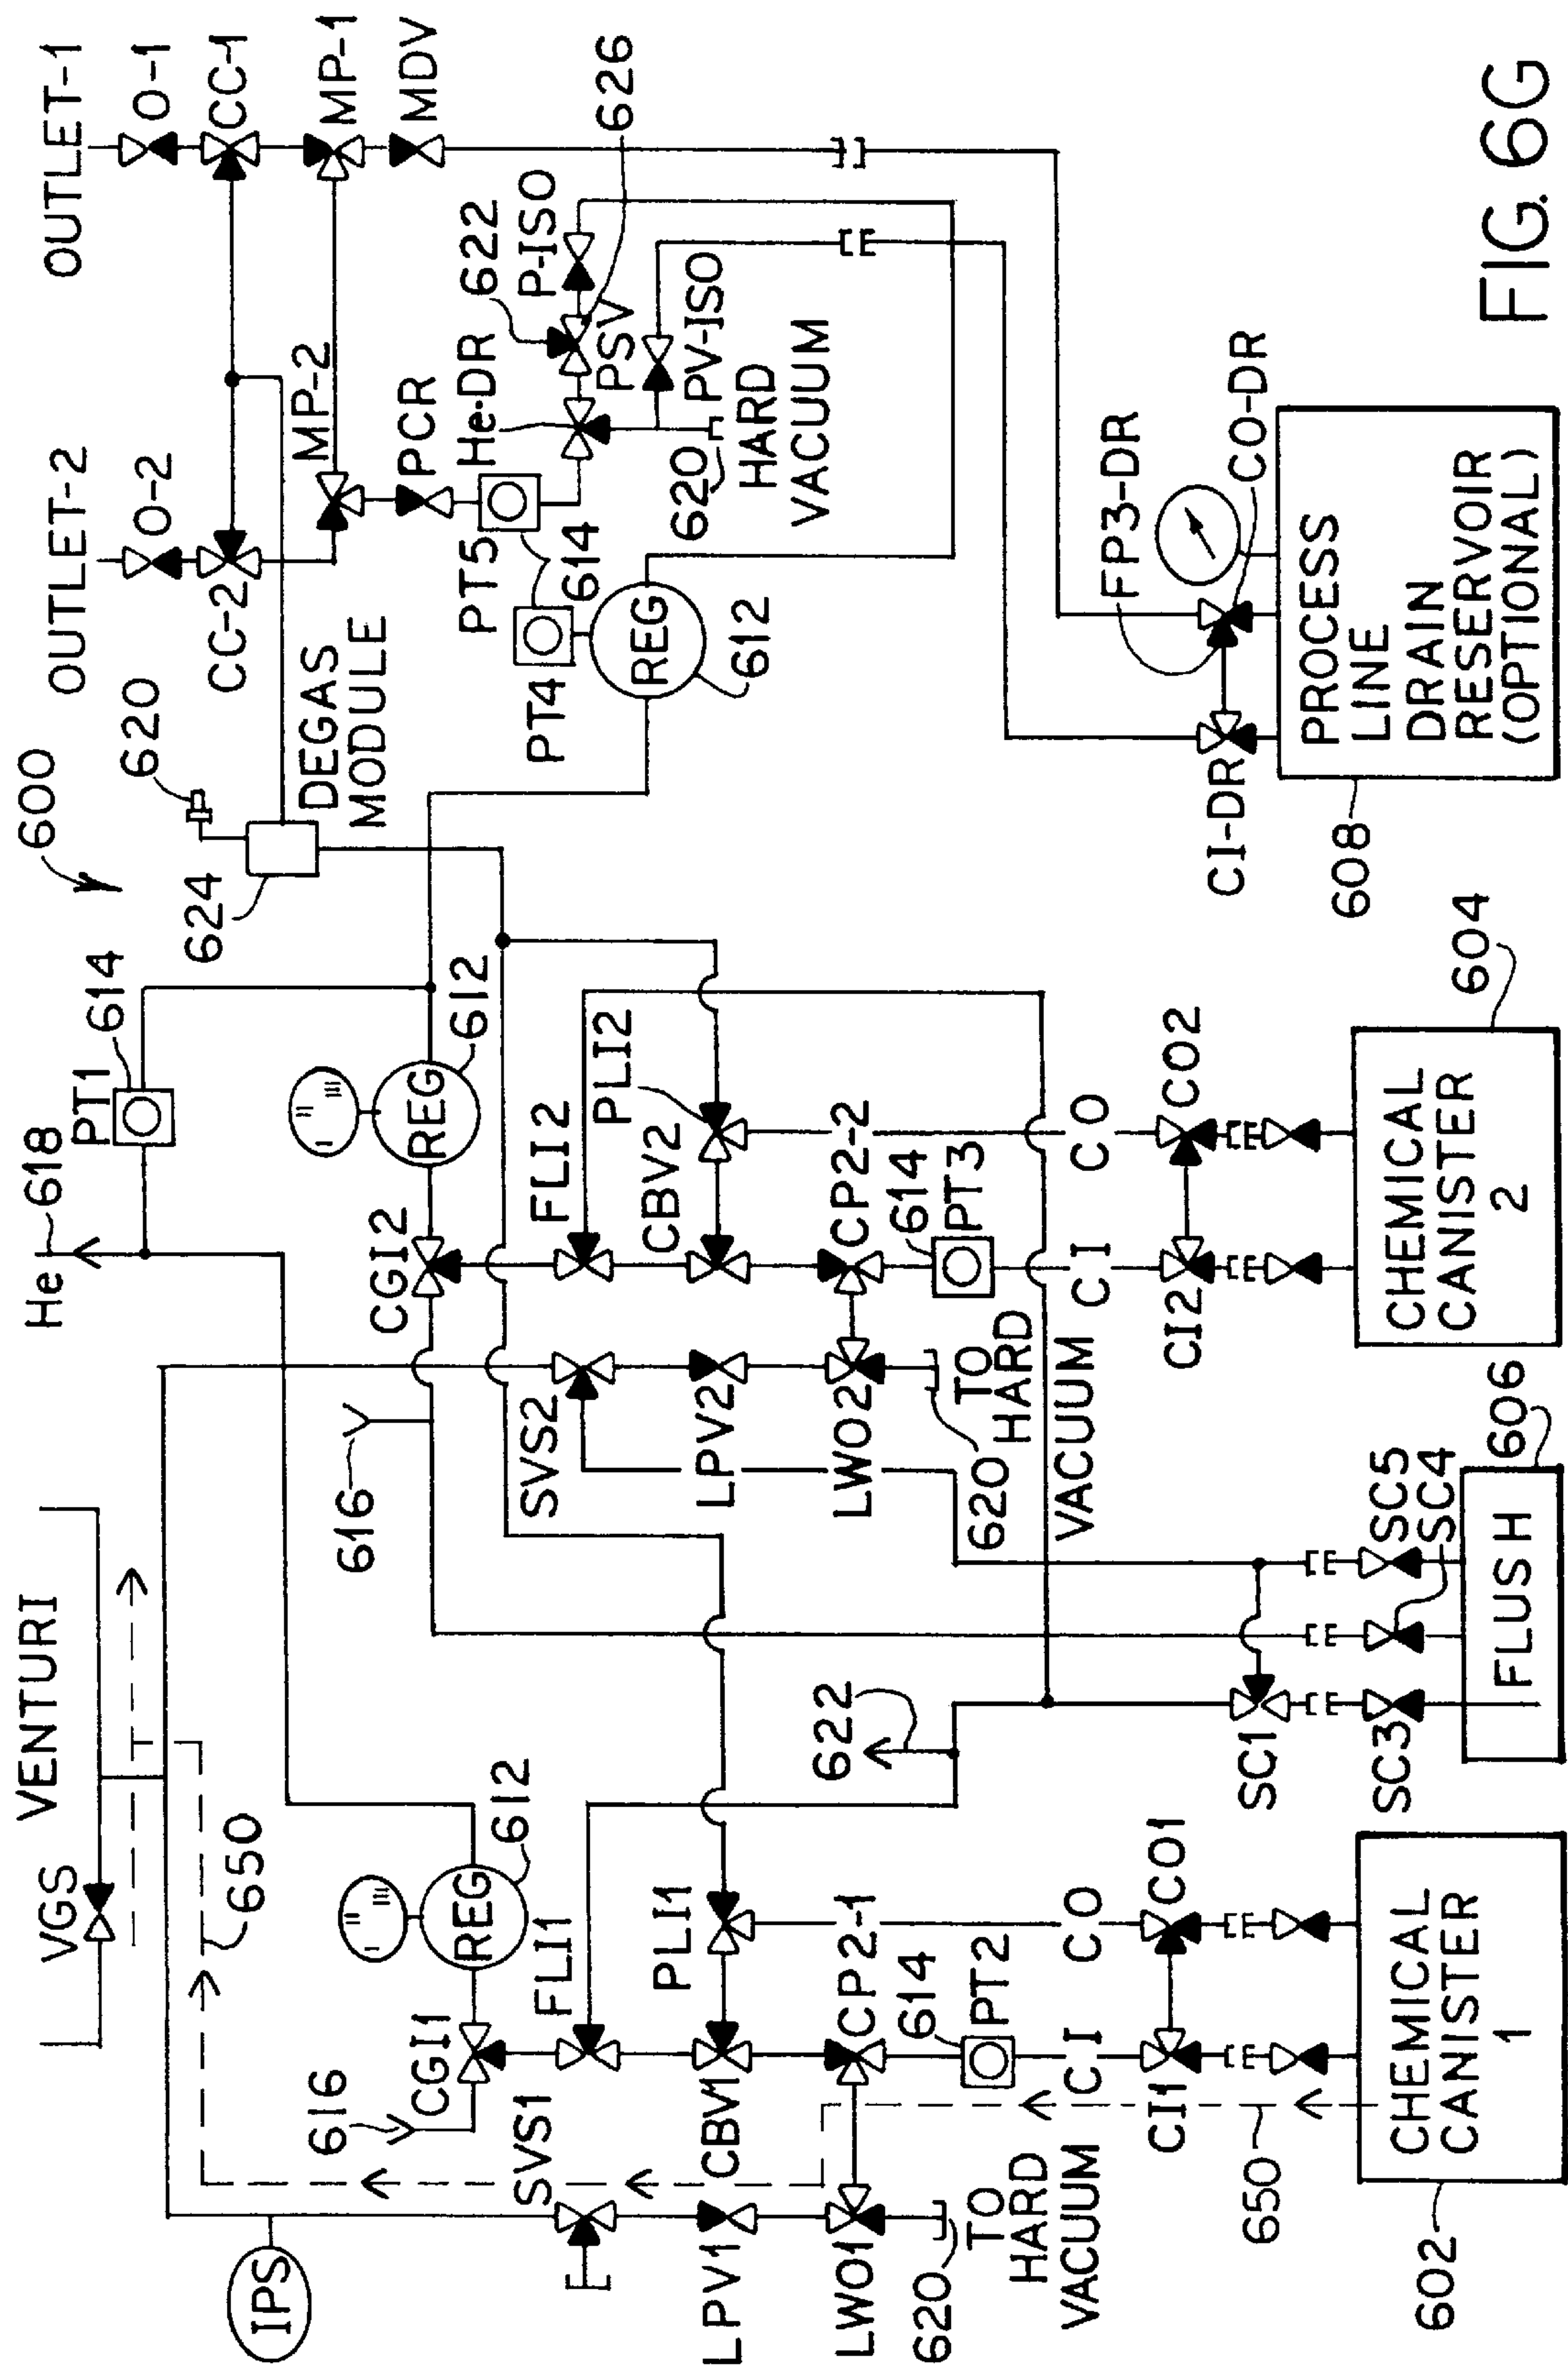 600
OUTLET-1
O-1
CC-1
MP-1
MDV
OUTLET-2
O-2
CC-2
MP-2
PCR
He·DR
622
P-ISO
626
PSV
PV-ISO
620
HARD
VACUUM
PT5
614
PT4
REG
612
620
DEGAS
MODULE
624
FP3-DR
CO-DR
CI-DR
PROCESS
LINE
DRAIN
RESERVOIR
(OPTIONAL)
608
He
618
PT1
614
612
REG
CGI2
FLI2
PLI2
CBV2
CP2-2
614
PT3
CO
CI
CO2
CI2
CHEMICAL
CANISTER
2
604
616
SVS2
LPV2
LWO2
620
TO
HARD
VACUUM
VENTURI
VGS
650
622
SC1
SC5
SC4
SC3
606
FLUSH
612
REG
616
CGI1
FLI1
PLI1
SVS1
CBV1
CP2-1
614
PT2
CO
CI
CO1
CI1
IPS
LPV1
LWO1
620
TO
HARD
VACUUM
650
CHEMICAL
CANISTER
1
602
FIG. 6G